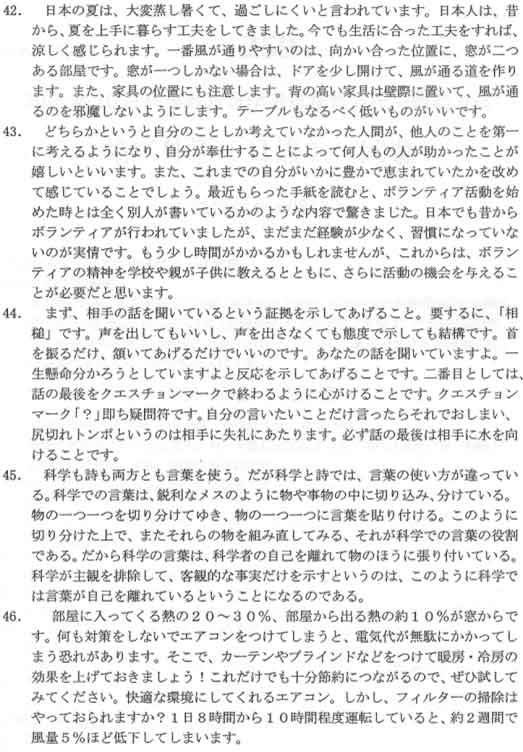 42. 日本の夏は、大変蒸し暑くて、過ごしにくいと言われています。日本人は、昔
から、夏を上手に暮らす工夫をしてきました。今でも生活に合った工夫をすれば、
涼しく感じられます。一番風が通りやすいのは、向かい合った位置に、窓が二つ
ある部屋です。窓が一つしかない場合は、ドアを少し開けて、風が通る道を作り
ます。また、家具の位置にも注意します。背の高い家具は壁際に置いて、風が通
るのを邪魔しないようにします。テーブルもなるべく低いものがいいです。
43. どちらかというと自分のことしか考えていなかった人間が、他人のことを第一
に考えるようになり、自分が奉仕することによって何人もの人が助かったことが
嬉しいといいます。また、これまでの自分がいかに豊かで恵まれていたかを改め
て感じていることでしょう。最近もらった手紙を読むと、ボランティア活動を始
めた時とは全く別人が書いているかのような内容で驚きまじた。日本でも昔から
ボランティアが行われていましたが、まだまだ経験が少なく、習慣になっていな
いのが実情です。もう少し時間がかかるかもしれませんが、これからは、ボラン
ティアの精神を学校や親が子供に教えるとともに、さらに活動の機会を与えるこ
とが必要だと思います。
44. まず、相手の話を聞いているという証拠を示してあげること。要するに、「相
槌」です。声を出してもいいし、声を出さなくても態度で示しても結構です。首
を振るだけ、頷いてあげるだけでいいのです。あなたの話を聞いていますよ。一
生懸命分かろうとしていますよと反応を示してあげることです。二番目としては、
話の最後をクエスチョンマークで終わるように心がけることです。クエスチョン
マーク「?」即ち疑問符です。自分の言いたいことだけ言ったらそれでおしまい、
尻切れトンボというのは相手に失礼にあたります。必ず話の最後は相手に水を向
けることです。
45. 科学も詩も両方とも言葉を使う。だが科学と詩では、言葉の使い方が違ってい
る。科学での言葉は、鋭利なメスのように物や事物の中に切り込み、分けている。
物の一つ一つを切り分けてゆき、物の一つ一つに言葉を貼り付ける。このように
切り分けた上で、またそれらの物を組み直してみる、それが科学での言葉の役割
である。だから科学の言葉は、科学者の自己を離れて物のほうに張り付いている。
科学が主観を排除して、客観的な事実だけを示すというのは、このように科学で
は言葉が自己を離れているということになるのである。
46. 部屋に入ってくる熱の20～30%、部屋から出る熱の約10%が窓からで
す。何も対策をしないでエアコンをつけてしまうと、電気代が無駄にかかってし
まう恐れがあります。そこで、カーテンやブラインドなどをつけて暖房・冷房の
効果を上げておきましょう!これだけでも十分節約につながるので、ぜひ試して
みてください。快適な環境にしてくれるエアコン。しかし、フィルターの掃除は
やっておられますか?1日8時間から10時間程度運転していると、約2週間で
風量5%ほど低下してしまいます。